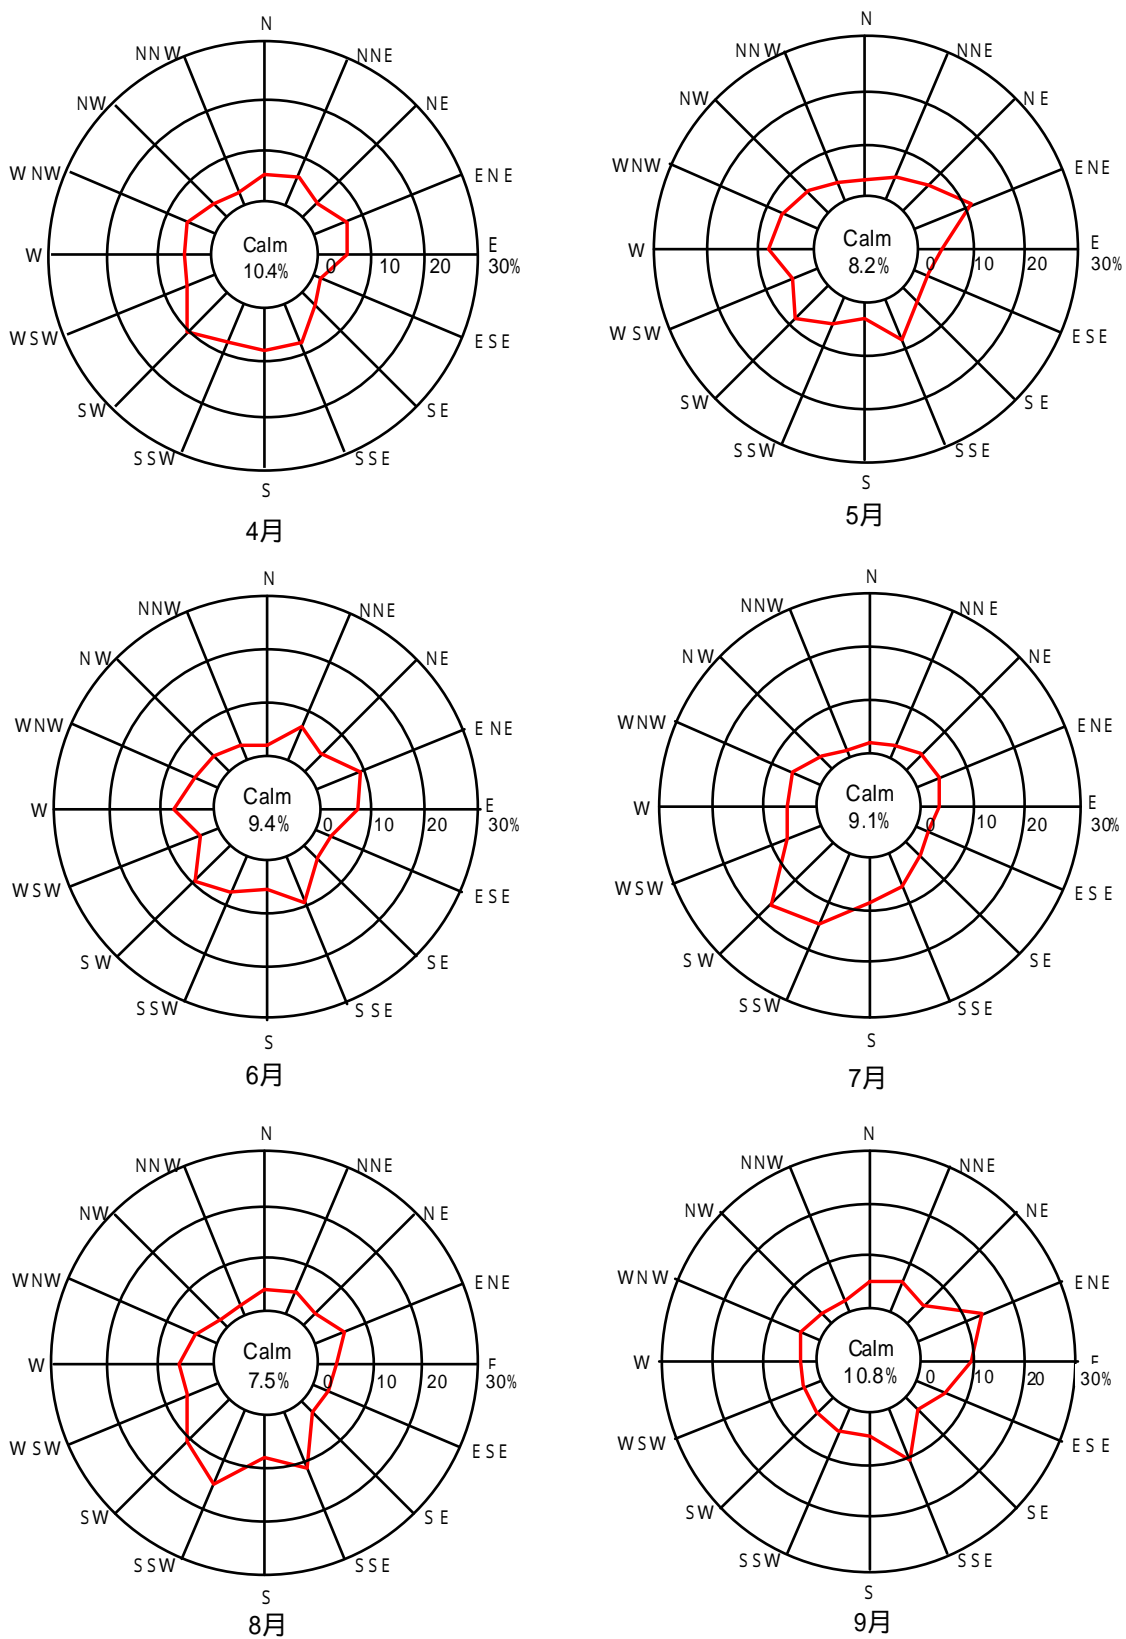 N
NNW NNE
NW NE
WNW ENE
W Calm E
10.4% 0 10 20 30%
WSW ESE
SW SE
SSW SSE
S
4月
N
NNW NNE
NW NE
WNW ENE
W Calm E
8.2% 0 10 20 30%
WSW ESE
SW SE
SSW SSE
S
5月
N
NNW NNE
NW NE
WNW ENE
W Calm E
9.4% 0 10 20 30%
WSW ESE
SW SE
SSW SSE
S
6月
N
NNW NNE
NW NE
WNW ENE
W Calm E
9.1% 0 10 20 30%
WSW ESE
SW SE
SSW SSE
S
7月
N
NNW NNE
NW NE
WNW ENE
W Calm E
7.5% 0 10 20 30%
WSW ESE
SW SE
SSW SSE
S
8月
N
NNW NNE
NW NE
WNW ENE
W Calm E
10.8% 0 10 20 30%
WSW ESE
SW SE
SSW SSE
S
9月